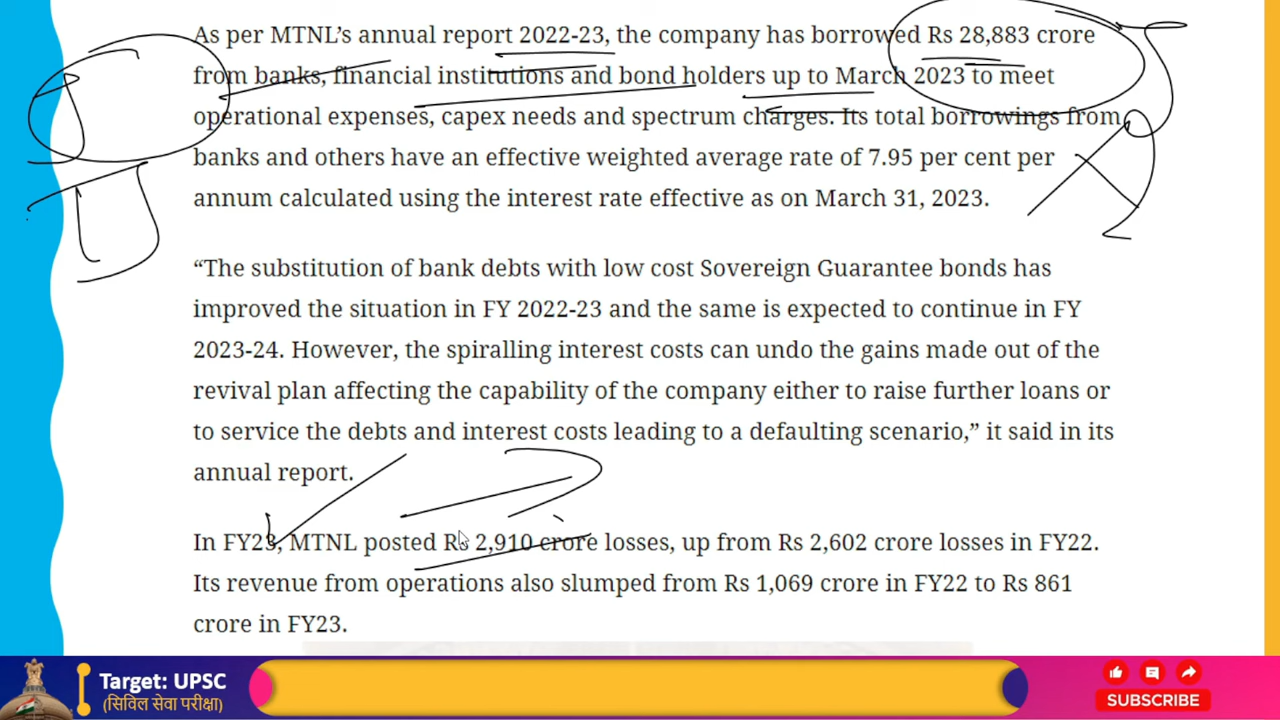 As per MTNL’s annual report 2022-23, the company has borrowed Rs 28,883 crore
from banks, financial institutions and bond holders up to March 2023 to meet
operational expenses, capex needs and spectrum charges. Its total borrowings from
banks and others have an effective weighted average rate of 7.95 per cent per
annum calculated using the interest rate effective as on March 31, 2023.
“The substitution of bank debts with low cost Sovereign Guarantee bonds has
improved the situation in FY 2022-23 and the same is expected to continue in FY
2023-24. However, the spiralling interest costs can undo the gains made out of the
revival plan affecting the capability of the company either to raise further loans or
to service the debts and interest costs leading to a defaulting scenario,” it said in its
annual report.
In FY23, MTNL posted Rs 2,910 crore losses, up from Rs 2,602 crore losses in FY22.
Its revenue from operations also slumped from Rs 1,069 crore in FY22 to Rs 861
crore in FY23.
Target: UPSC
(सिविल सेवा परीक्षा)
SUBSCRIBE